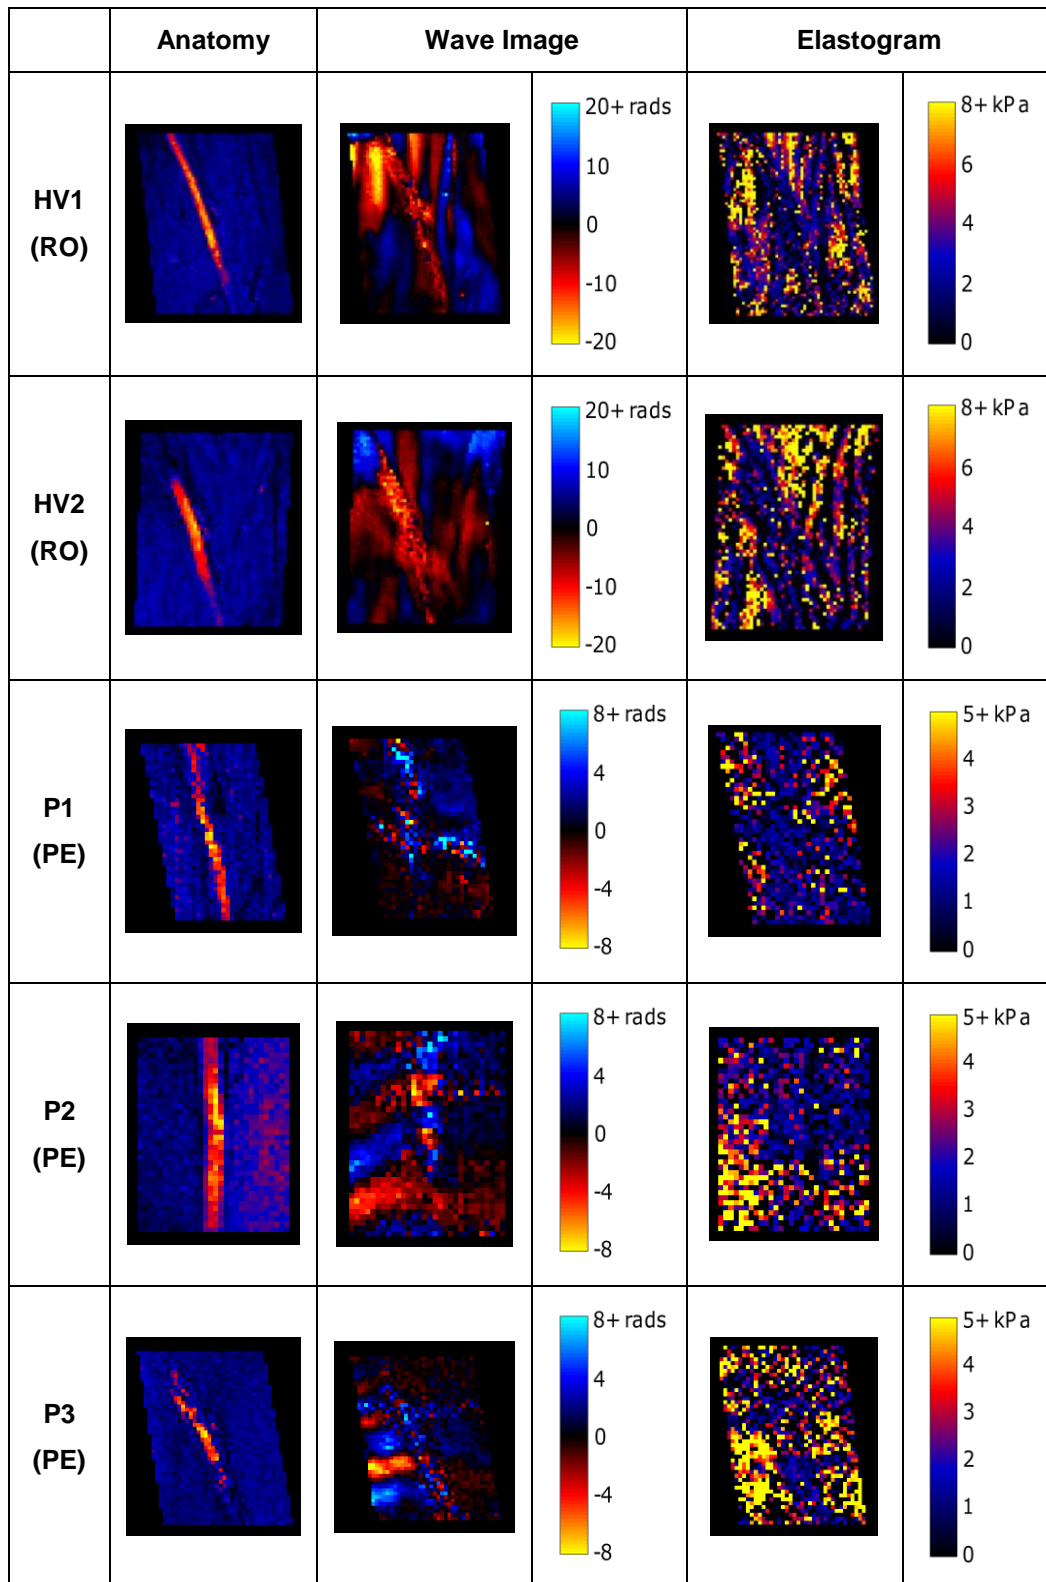 Anatomy
Wave Image
Elastogram
HV1
(RO)
20+ rads
10
0
-10
-20
8+ kPa
6
4
2
0
HV2
(RO)
20+ rads
10
0
-10
-20
8+ kPa
6
4
2
0
P1
(PE)
8+ rads
4
0
-4
-8
5+ kPa
4
3
2
1
0
P2
(PE)
8+ rads
4
0
-4
-8
5+ kPa
4
3
2
1
0
P3
(PE)
8+ rads
4
0
-4
-8
5+ kPa
4
3
2
1
0